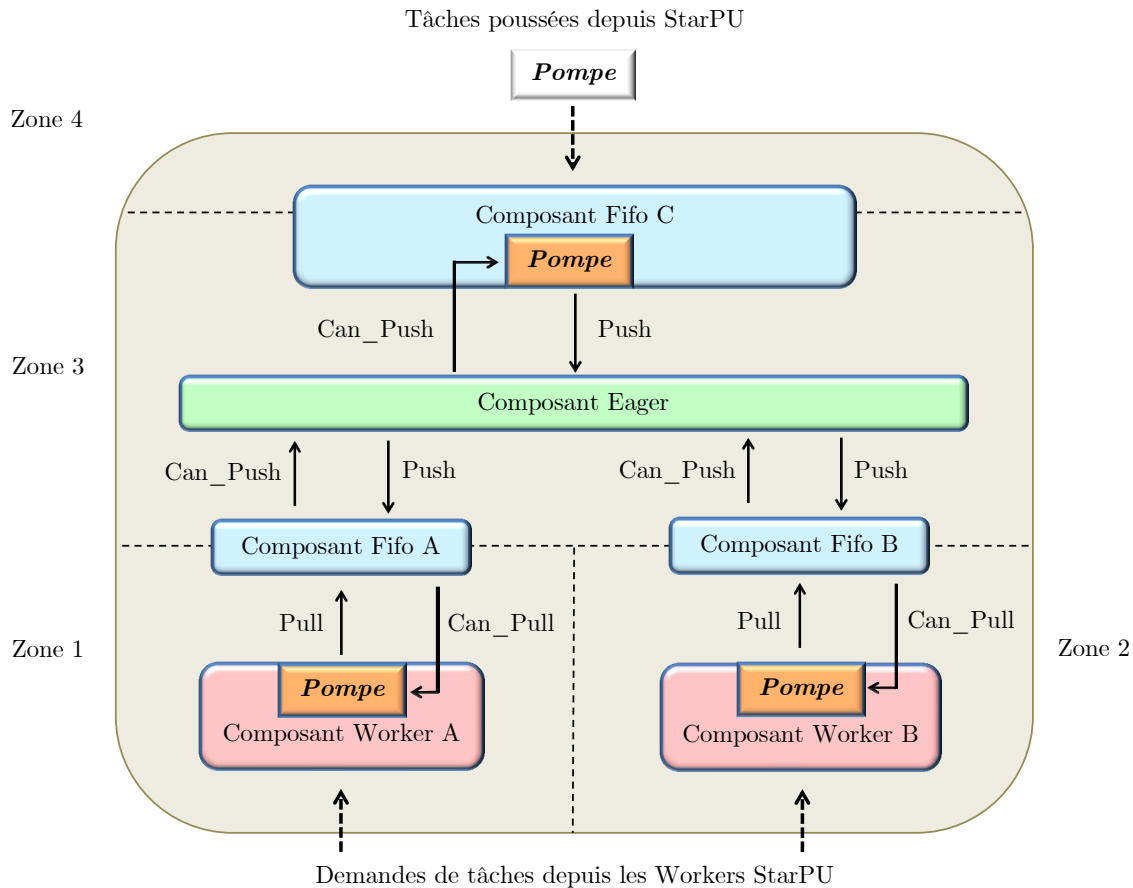 Tâches poussées depuis StarPU
Pompe
Zone 4
Composant Fifo C
Pompe
Can_Push
Push
Zone 3
Composant Eager
Can_Push
Push
Can_Push
Push
Composant Fifo A
Composant Fifo B
Pull
Can_Pull
Pull
Can_Pull
Zone 1
Zone 2
Pompe
Pompe
Composant Worker A
Composant Worker B
Demandes de tâches depuis les Workers StarPU